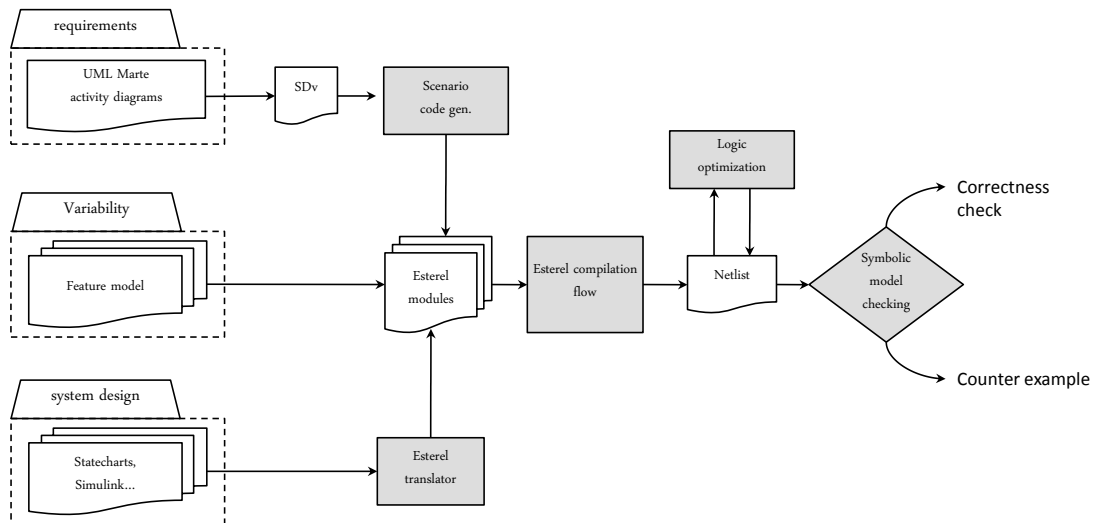 requirements
UML Marte
activity diagrams
SDv
Scenario
code gen.
Logic
optimization
Correctness
check
Variability
Feature model
Esterel
modules
Esterel compilation
flow
Netlist
Symbolic
model
checking
Counter example
system design
Statecharts,
Simulink...
Esterel
translator